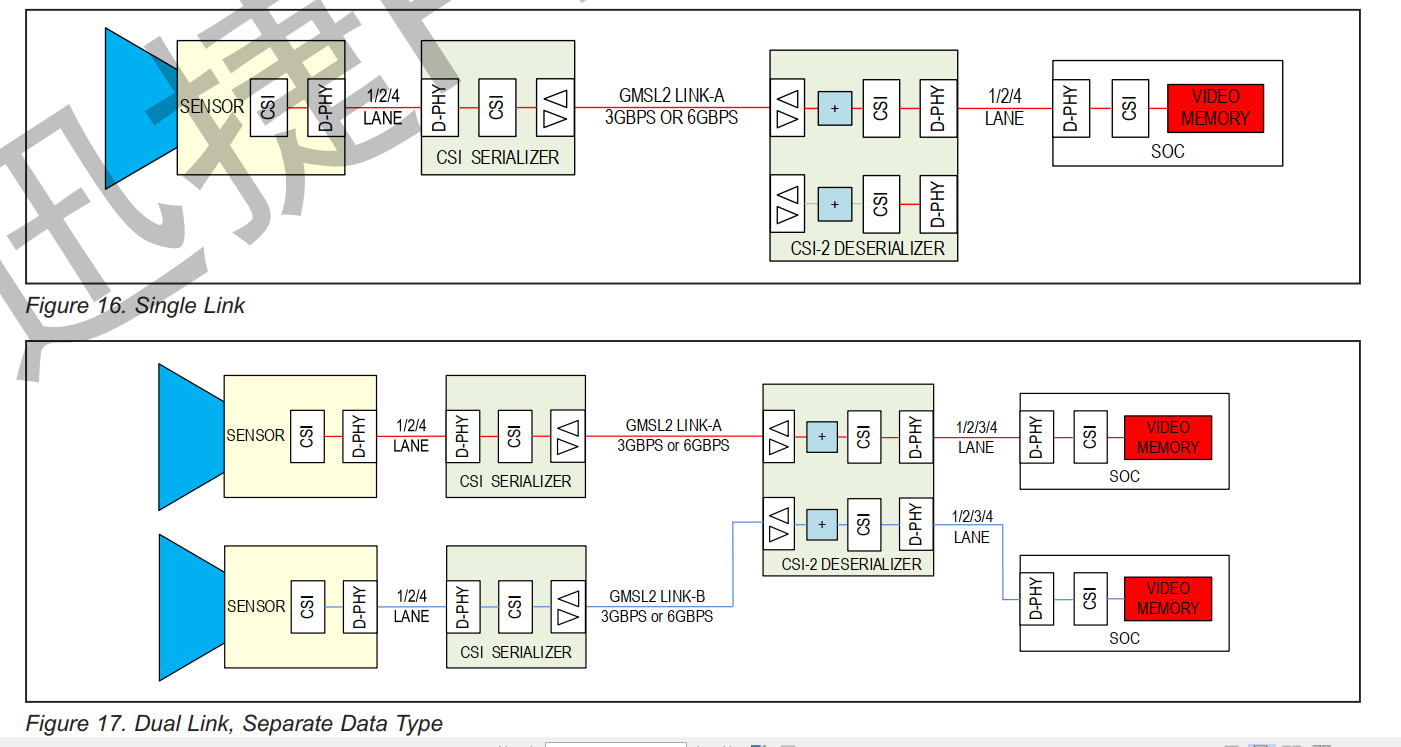 SENSOR
CSI
D-PHY
1/2/4
LANE
D-PHY
CSI
CSI SERIALIZER
GMSL2 LINK-A
3GBPS OR 6GBPS
+
CSI
D-PHY
+
CSI
D-PHY
CSI-2 DESERIALIZER
1/2/4
LANE
D-PHY
CSI
VIDEO
MEMORY
SOC
迅捷
Figure 16. Single Link
SENSOR
CSI
D-PHY
1/2/4
LANE
D-PHY
CSI
CSI SERIALIZER
GMSL2 LINK-A
3GBPS or 6GBPS
+
CSI
D-PHY
1/2/3/4
LANE
D-PHY
CSI
VIDEO
MEMORY
SOC
SENSOR
CSI
D-PHY
1/2/4
LANE
D-PHY
CSI
CSI SERIALIZER
GMSL2 LINK-B
3GBPS or 6GBPS
+
CSI
D-PHY
CSI-2 DESERIALIZER
1/2/3/4
LANE
D-PHY
CSI
VIDEO
MEMORY
SOC
Figure 17. Dual Link, Separate Data Type